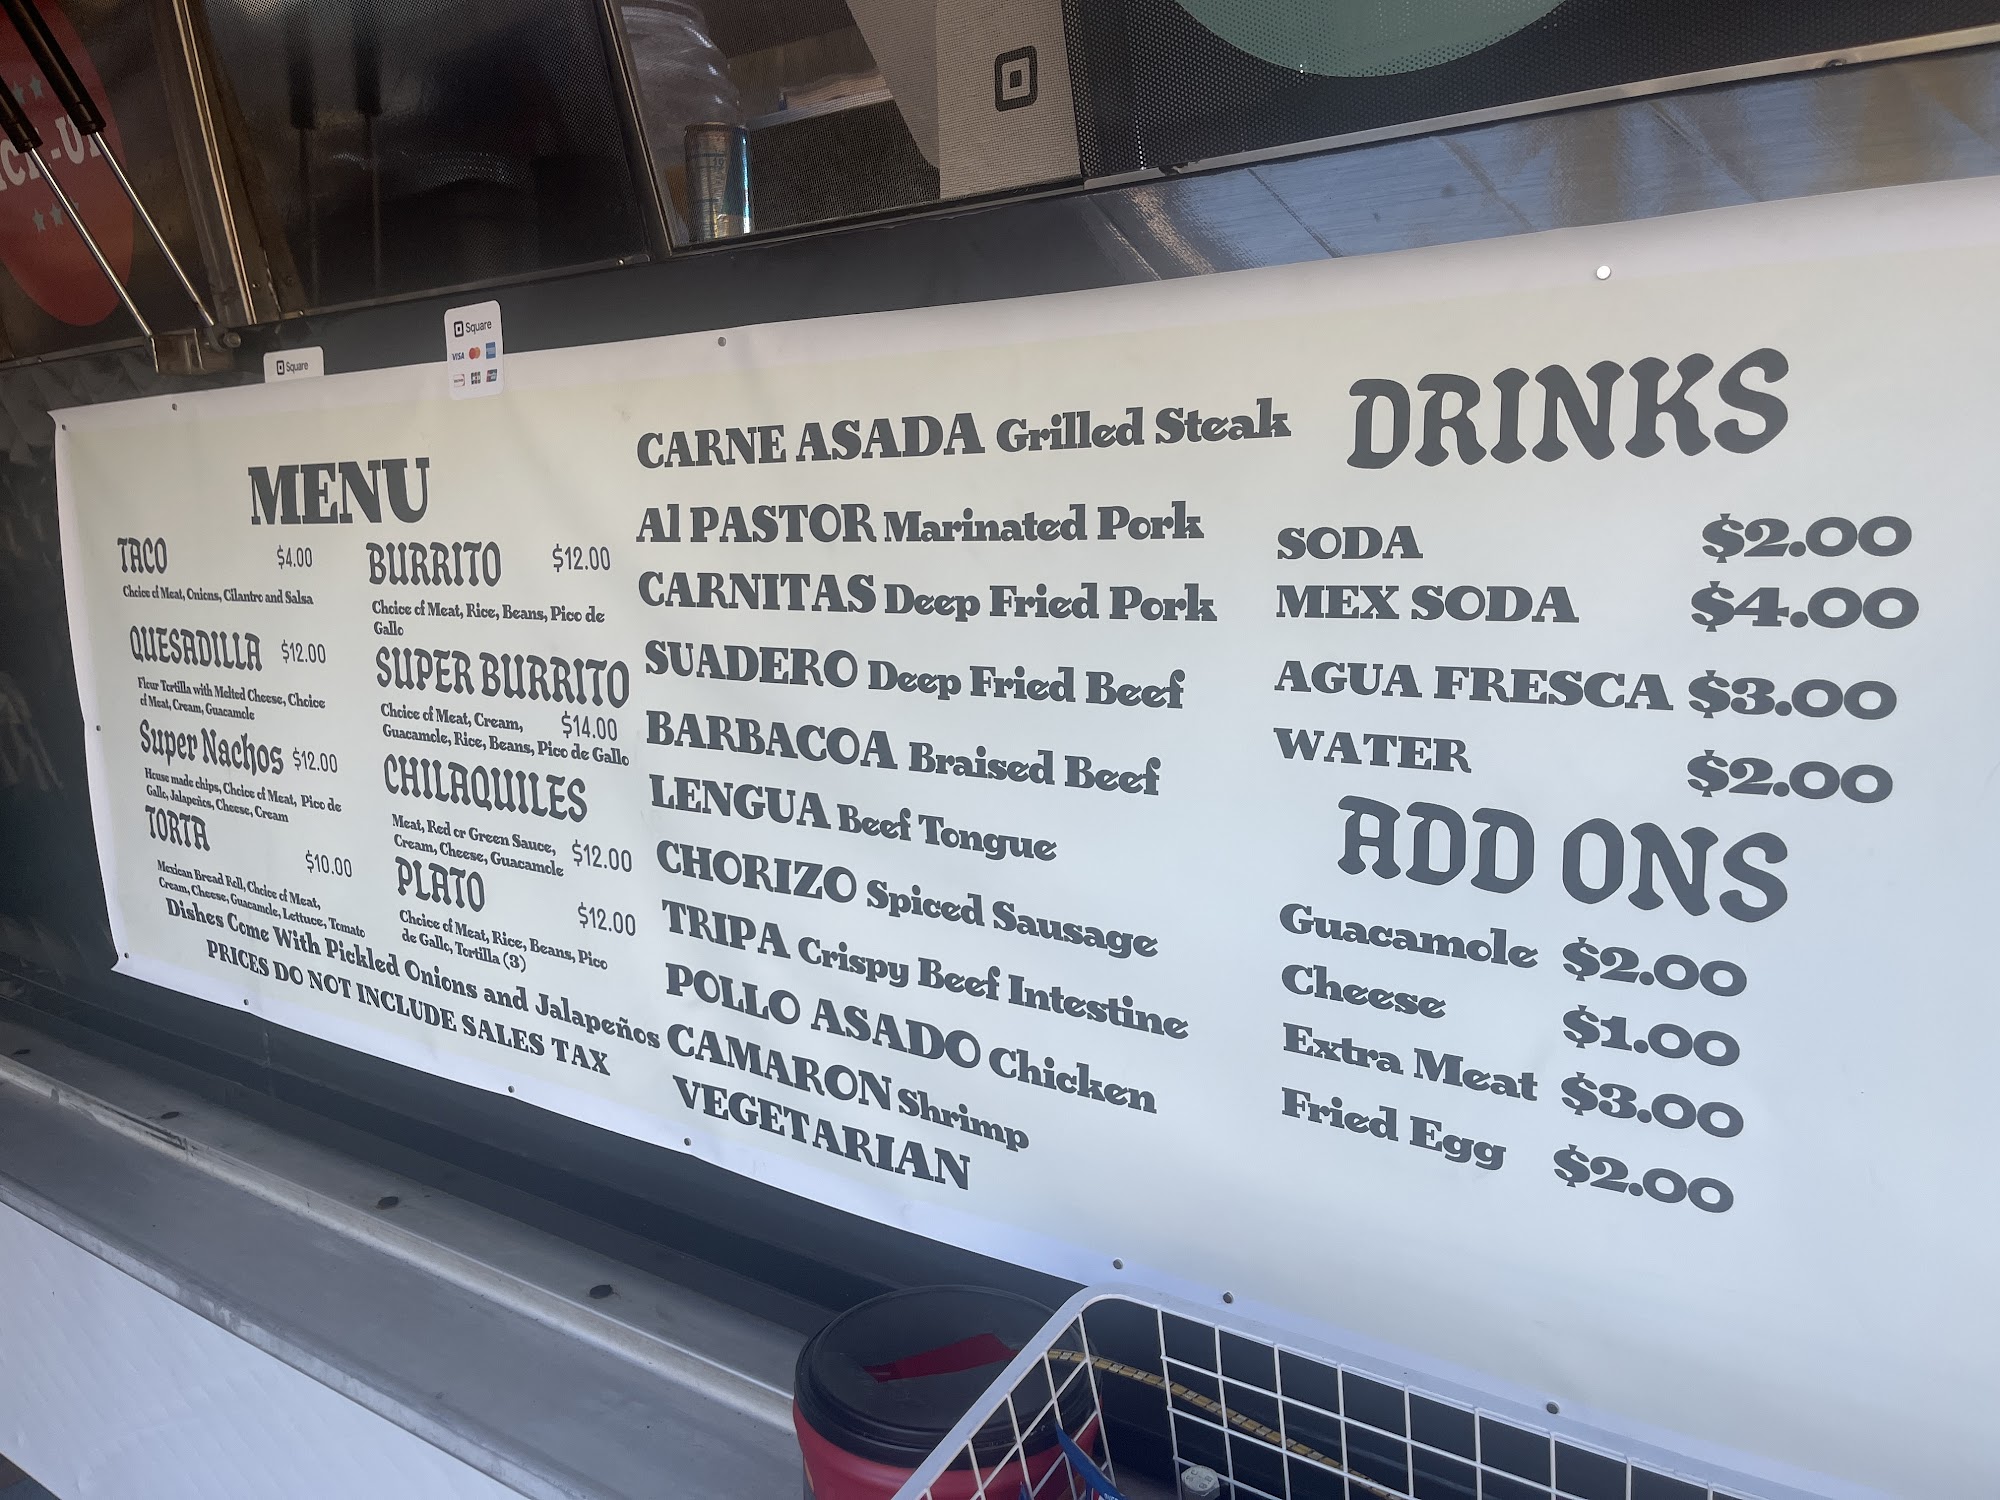 Square
Square
VISA
MENU
TACO $4.00
Choice of Meat, Onions, Cilantro and Salsa
QUESADILLA $12.00
Flour Tortilla with Melted Cheese, Choice
of Meat, Cream, Guacamole
Super Nachos $12.00
House made chips, Choice of Meat, Pico de
Gallo, Jalapeños, Cheese, Cream
TORTA
$10.00
Mexican Bread Roll, Choice of Meat,
Cream, Cheese, Guacamole, Lettuce, Tomato
BURRITO $12.00
Choice of Meat, Rice, Beans, Pico de
Gallo
SUPER BURRITO
Choice of Meat, Cream, $14.00
Guacamole, Rice, Beans, Pico de Gallo
CHILAQUILES
Meat, Red or Green Sauce,
Cream, Cheese, Guacamole $12.00
PLATO
$12.00
Choice of Meat, Rice, Beans, Pico
de Gallo, Tortilla (3)
Dishes Come With Pickled Onions and Jalapeños
PRICES DO NOT INCLUDE SALES TAX
CARNE ASADA Grilled Steak
Al PASTOR Marinated Pork
CARNITAS Deep Fried Pork
SUADERO Deep Fried Beef
BARBACOA Braised Beef
LENGUA Beef Tongue
CHORIZO Spiced Sausage
TRIPA Crispy Beef Intestine
POLLO ASADO Chicken
CAMARON Shrimp
VEGETARIAN
DRINKS
SODA $2.00
MEX SODA $4.00
AGUA FRESCA $3.00
WATER $2.00
ADD ONS
Guacamole $2.00
Cheese $1.00
Extra Meat $3.00
Fried Egg $2.00